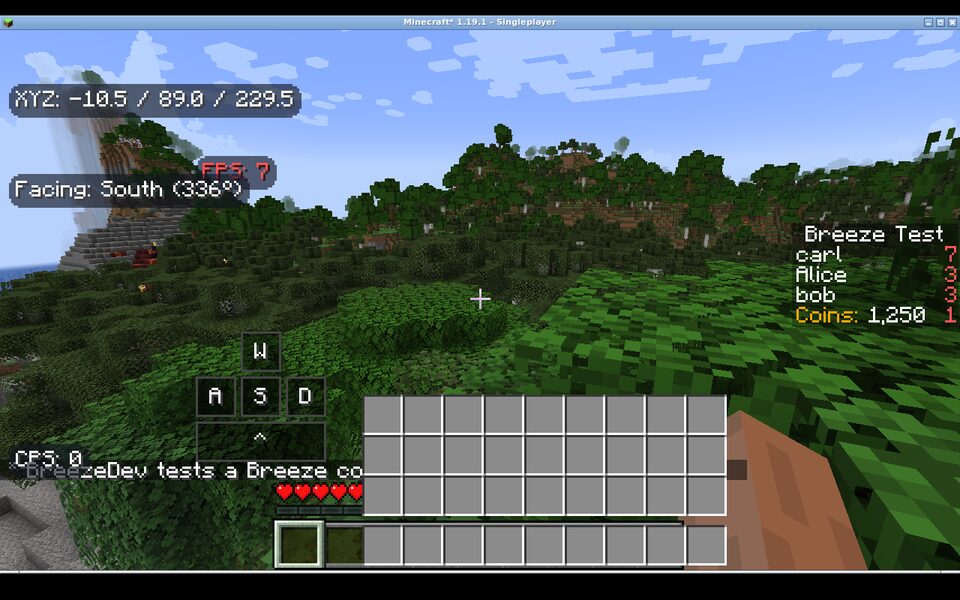 Minecraft* 1.19.1 - Singleplayer
XYZ: -10.5 / 89.0 / 229.5
FPS: 7
Facing: South (336°)
Breeze Test
carl 7
Alice 3
bob 3
Coins: 1,250 1
W
A S D
^
CPS: 0
BreezeDev tests a Breeze co